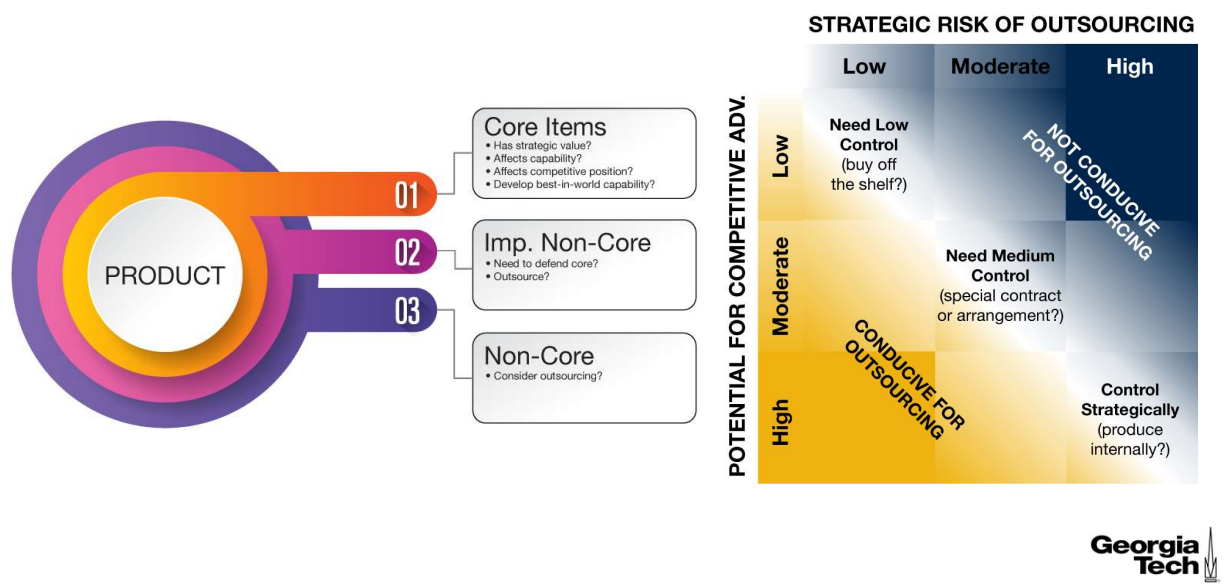 PRODUCT
01
02
03
Core Items
• Has strategic value?
• Affects capability?
• Affects competitive position?
• Develop best-in-world capability?
Imp. Non-Core
• Need to defend core?
• Outsource?
Non-Core
• Consider outsourcing?
STRATEGIC RISK OF OUTSOURCING
Low
Moderate
High
POTENTIAL FOR COMPETITIVE ADV.
Low
Moderate
High
Need Low
Control
(buy off
the shelf?)
NOT CONDUCIVE
FOR OUTSOURCING
Need Medium
Control
(special contract
or arrangement?)
CONDUCIVE FOR
OUTSOURCING
Control
Strategically
(produce
internally?)
Georgia
Tech